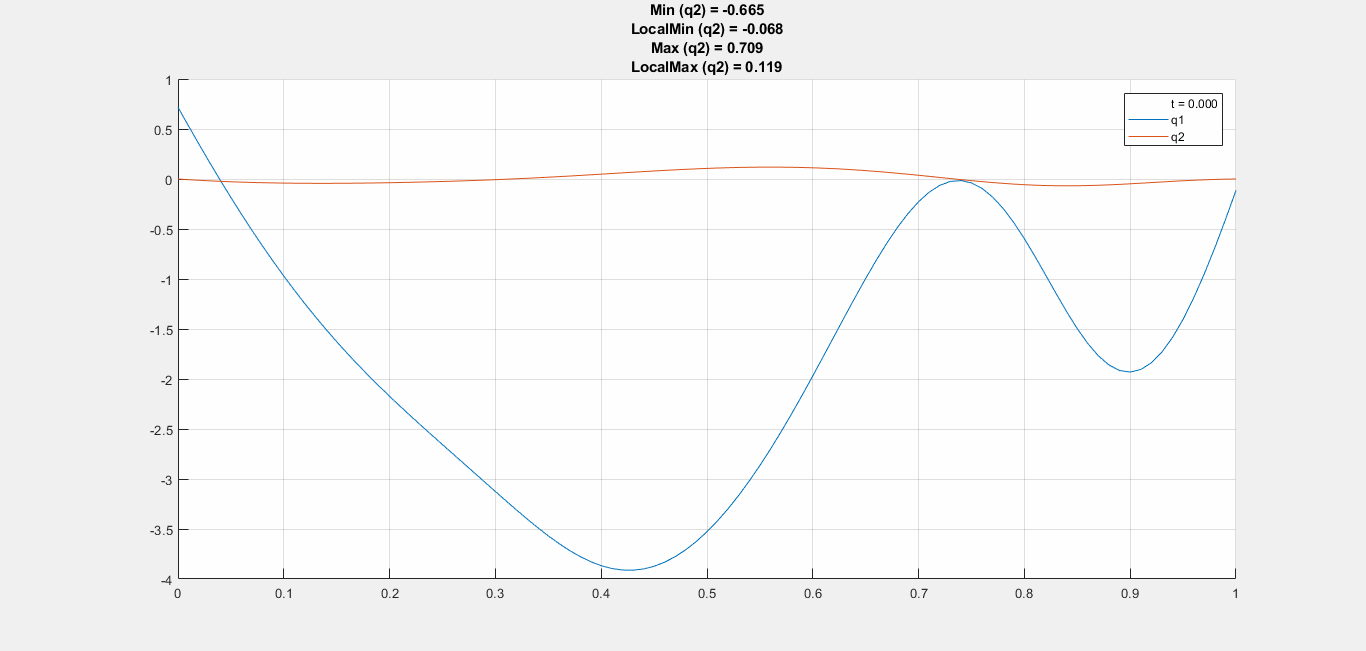 Min (q2) = -0.665
LocalMin (q2) = -0.068
Max (q2) = 0.709
LocalMax (q2) = 0.119
1
0.5
0
-0.5
-1
-1.5
-2
-2.5
-3
-3.5
-4
t = 0.000
q1
q2
0 0.1 0.2 0.3 0.4 0.5 0.6 0.7 0.8 0.9 1